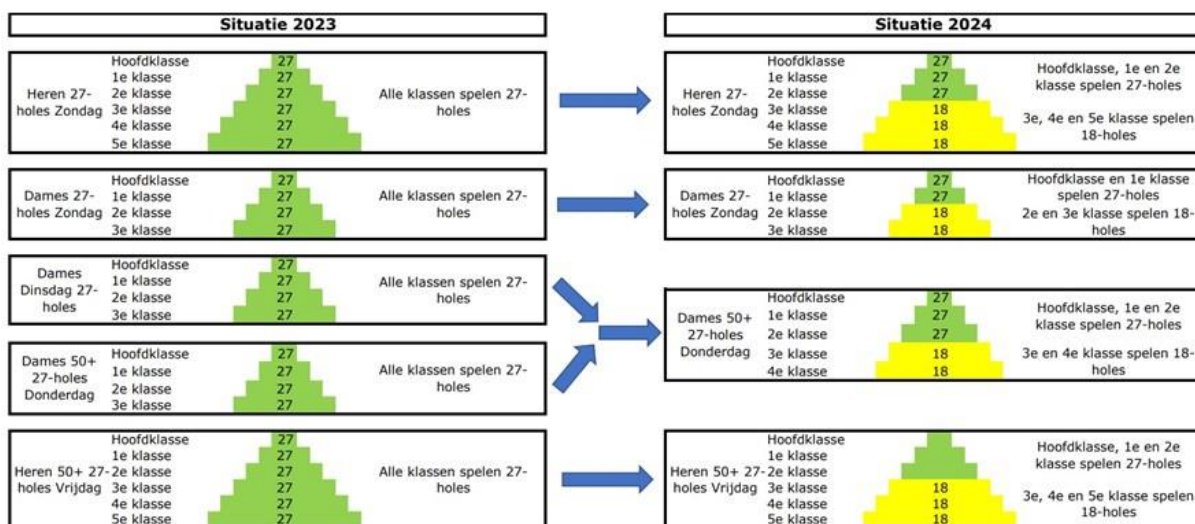 Situatie 2023
Heren 27-
holes Zondag
Hoofdklasse 27
1e klasse 27
2e klasse 27
3e klasse 27
4e klasse 27
5e klasse 27
Alle klassen spelen 27-
holes
Dames 27-
holes Zondag
Hoofdklasse 27
1e klasse 27
2e klasse 27
3e klasse 27
Alle klassen spelen 27-
holes
Dames
Dinsdag 27-
holes
Hoofdklasse 27
1e klasse 27
2e klasse 27
3e klasse 27
Alle klassen spelen 27-
holes
Dames 50+
27-holes
Donderdag
Hoofdklasse 27
1e klasse 27
2e klasse 27
3e klasse 27
Alle klassen spelen 27-
holes
Heren 50+ 27-
holes Vrijdag
Hoofdklasse 27
1e klasse 27
2e klasse 27
3e klasse 27
4e klasse 27
5e klasse 27
Alle klassen spelen 27-
holes
Situatie 2024
Heren 27-
holes Zondag
Hoofdklasse 27
1e klasse 27
2e klasse 27
3e klasse 18
4e klasse 18
5e klasse 18
Hoofdklasse, 1e en 2e
klasse spelen 27-holes
3e, 4e en 5e klasse spelen
18-holes
Dames 27-
holes Zondag
Hoofdklasse 27
1e klasse 27
2e klasse 18
3e klasse 18
Hoofdklasse en 1e klasse
spelen 27-holes
2e en 3e klasse spelen 18-
holes
Dames 50+
27-holes
Donderdag
Hoofdklasse 27
1e klasse 27
2e klasse 27
3e klasse 18
4e klasse 18
Hoofdklasse, 1e en 2e
klasse spelen 27-holes
3e en 4e klasse spelen 18-
holes
Heren 50+ 27-
holes Vrijdag
Hoofdklasse
1e klasse
2e klasse
3e klasse 18
4e klasse 18
5e klasse 18
Hoofdklasse, 1e en 2e
klasse spelen 27-holes
3e, 4e en 5e klasse spelen
18-holes